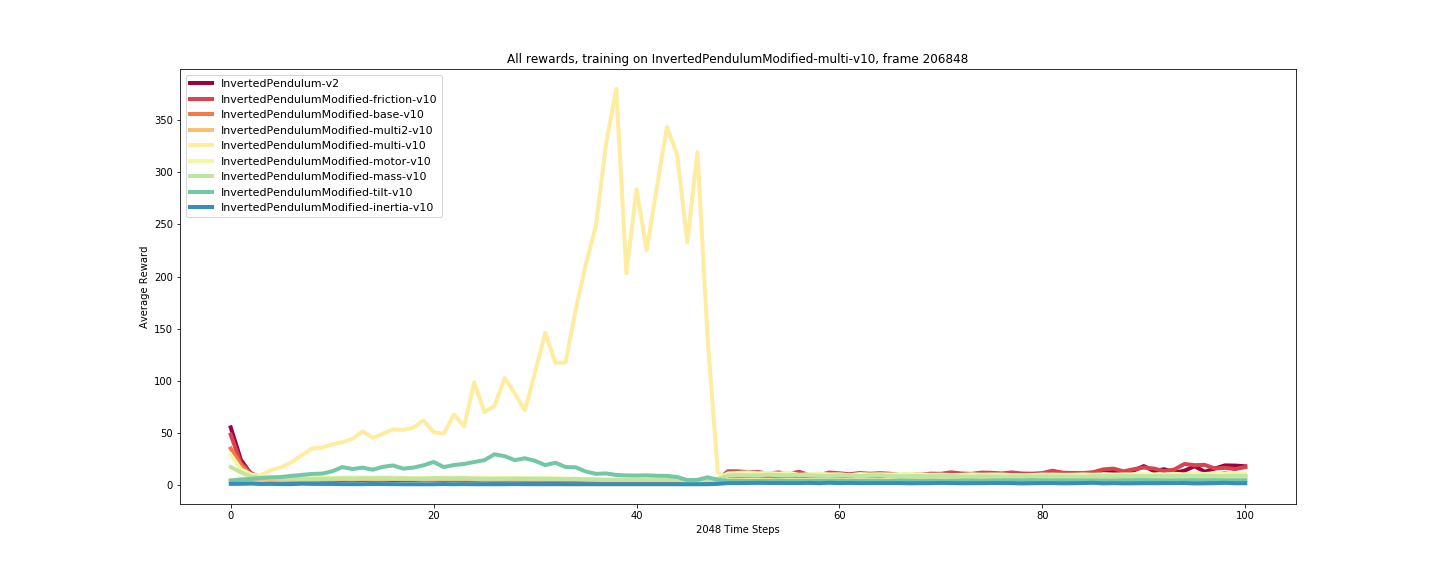 All rewards, training on InvertedPendulumModified-multi-v10, frame 206848
InvertedPendulum-v2
InvertedPendulumModified-friction-v10
InvertedPendulumModified-base-v10
InvertedPendulumModified-multi2-v10
InvertedPendulumModified-multi-v10
InvertedPendulumModified-motor-v10
InvertedPendulumModified-mass-v10
InvertedPendulumModified-tilt-v10
InvertedPendulumModified-inertia-v10
Average Reward
350
300
250
200
150
100
50
0
0 20 40 60 80 100
2048 Time Steps